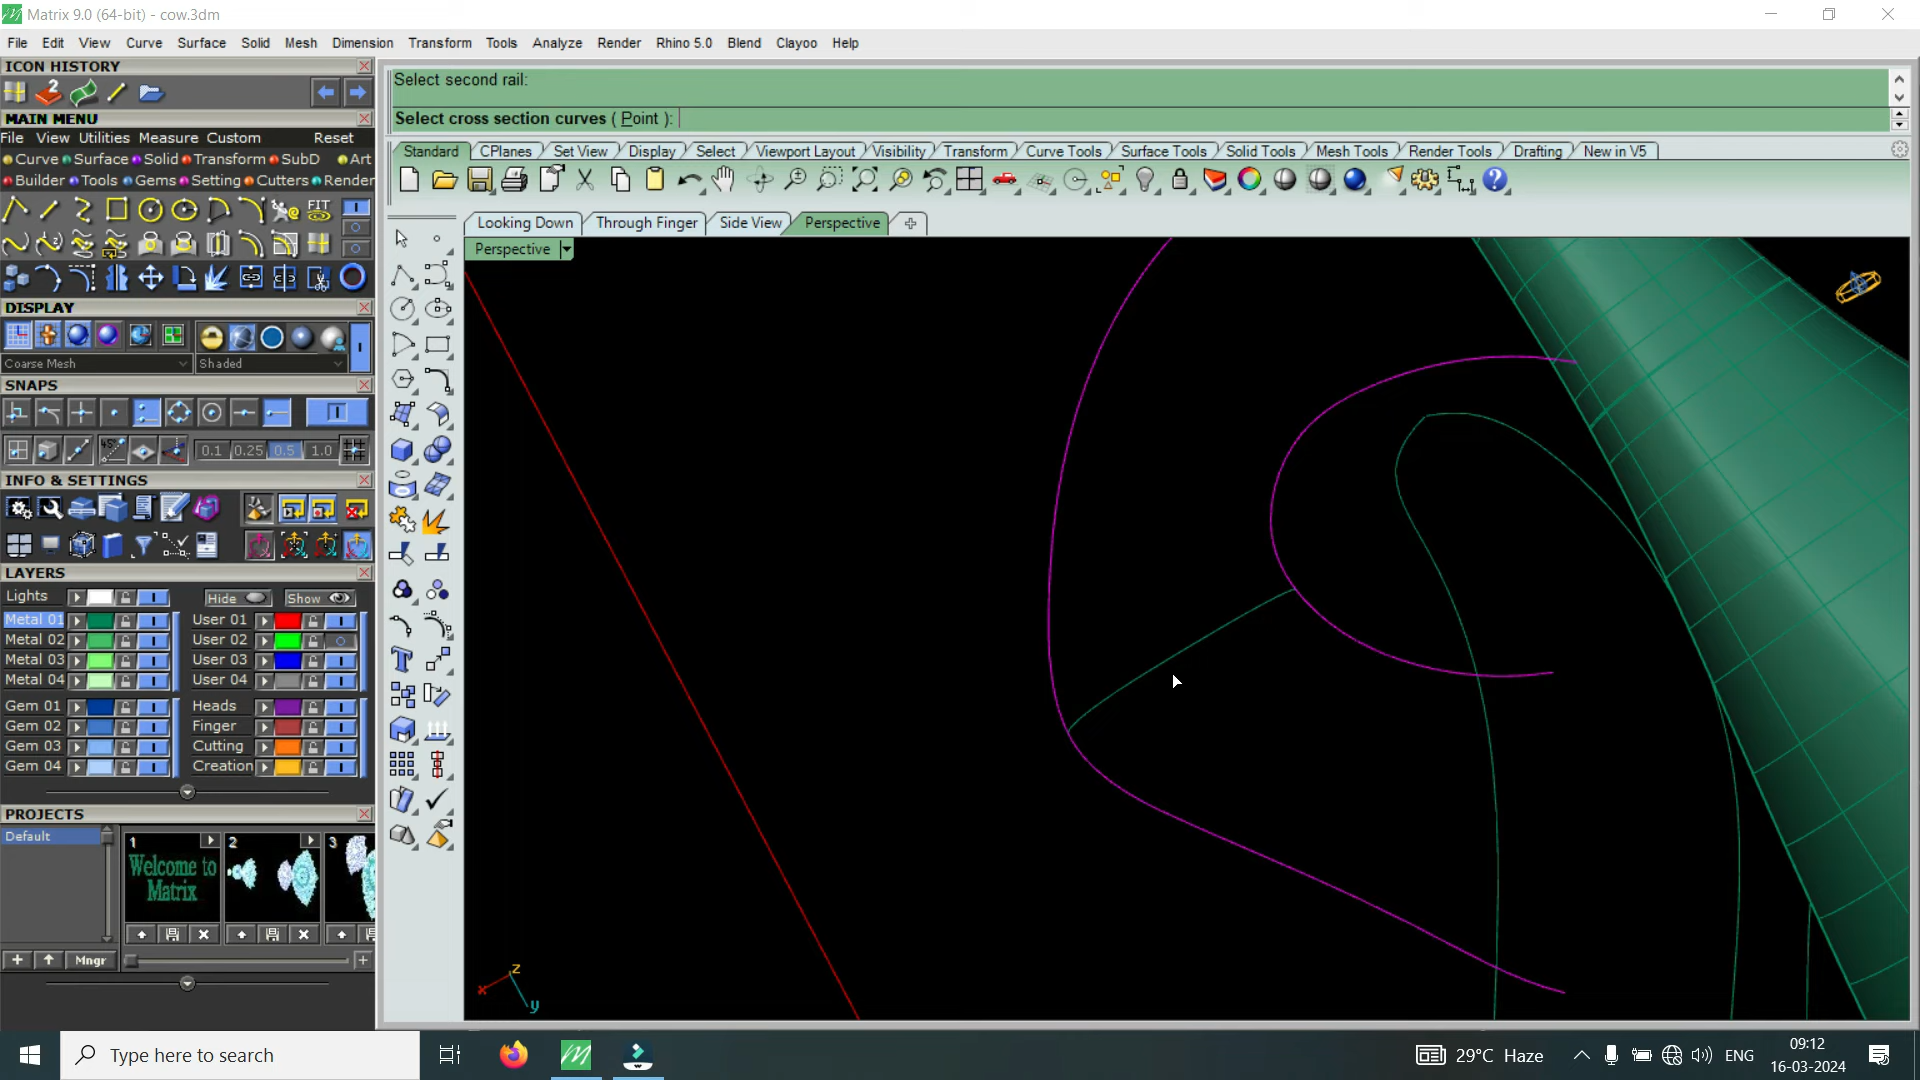 Matrix 9.0 (64-bit) - cow.3dm
File Edit View Curve Surface Solid Mesh Dimension Transform Tools Analyze Render Rhino 5.0 Blend Clayoo Help
ICON HISTORY
MAIN MENU
File View Utilities Measure Custom Reset
Curve Surface Solid Transform SubD Art
Builder Tools Gems Setting Cutters Render
FIT
DISPLAY
Coarse Mesh Shaded
SNAPS
0.1 0.25 0.5 1.0
INFO & SETTINGS
LAYERS
Lights Hide Show
Metal 01 User 01
Metal 02 User 02
Metal 03 User 03
Metal 04 User 04
Gem 01 Heads
Gem 02 Finger
Gem 03 Cutting
Gem 04 Creation
PROJECTS
Default
1 2 3
Welcome to
Matrix
Mngr
Select second rail:
Select cross section curves ( Point ):
Standard CPlanes Set View Display Select Viewport Layout Visibility Transform Curve Tools Surface Tools Solid Tools Mesh Tools Render Tools Drafting New in V5
Looking Down Through Finger Side View Perspective
Perspective
z
x
y
Type here to search
29°C Haze
ENG
09:12
16-03-2024